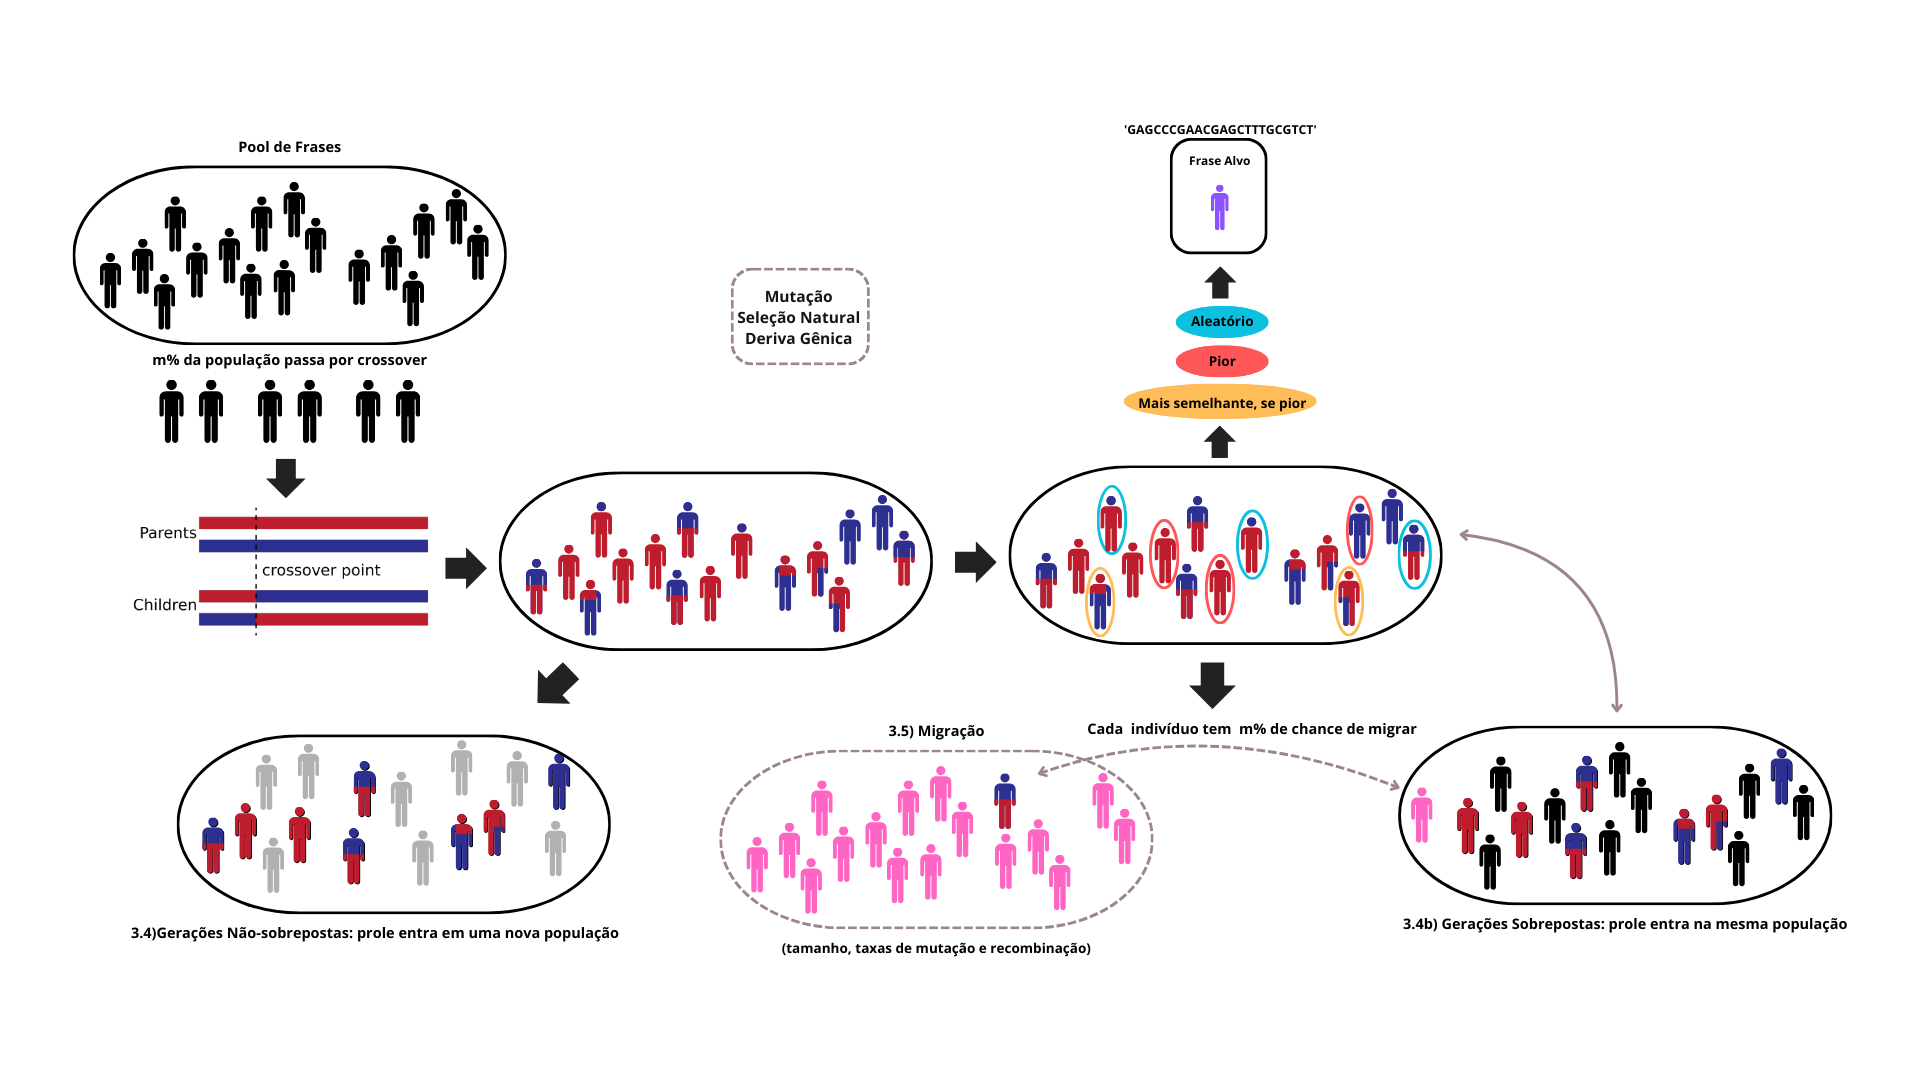 Pool de Frases
m% da população passa por crossover
Parents
crossover point
Children
Mutação
Seleção Natural
Deriva Gênica
'GAGCCCGAACGAGCTTTGCGTCT'
Frase Alvo
Aleatório
Pior
Mais semelhante, se pior
3.4)Gerações Não-sobrepostas: prole entra em uma nova população
3.5) Migração
(tamanho, taxas de mutação e recombinação)
Cada indivíduo tem m% de chance de migrar
3.4b) Gerações Sobrepostas: prole entra na mesma população